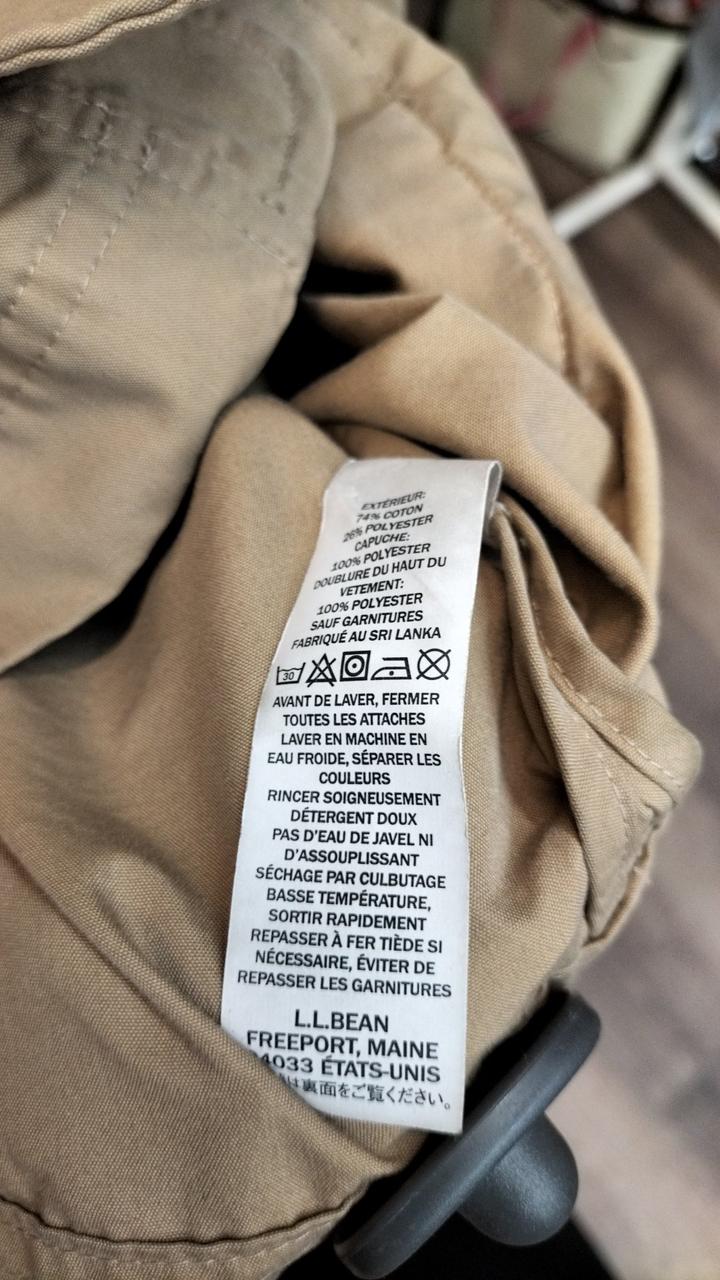 EXTÉRIEUR:
74% COTON
26% POLYESTER
CAPUCHE:
100% POLYESTER
DOUBLURE DU HAUT DU
VETEMENT:
100% POLYESTER
SAUF GARNITURES
FABRIQUÉ AU SRI LANKA
30
AVANT DE LAVER, FERMER
TOUTES LES ATTACHES
LAVER EN MACHINE EN
EAU FROIDE, SÉPARER LES
COULEURS
RINCER SOIGNEUSEMENT
DÉTERGENT DOUX
PAS D'EAU DE JAVEL NI
D'ASSOUPLISSANT
SÉCHAGE PAR CULBUTAGE
BASSE TEMPÉRATURE,
SORTIR RAPIDEMENT
REPASSER À FER TIÈDE SI
NÉCESSAIRE, ÉVITER DE
REPASSER LES GARNITURES
L.L.BEAN
FREEPORT, MAINE
04033 ÉTATS-UNIS
は裏面をご覧ください。